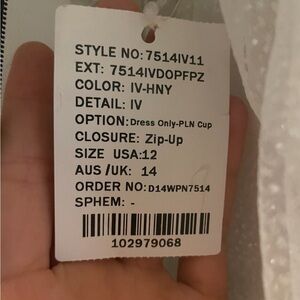 STYLE NO: 7514IV11
EXT: 7514IVDOPFPZ
COLOR: IV-HNY
DETAIL: IV
OPTION: Dress Only-PLN Cup
CLOSURE: Zip-Up
SIZE USA:12
AUS /UK: 14
ORDER NO: D14WPN7514
SPHEM: -
102979068